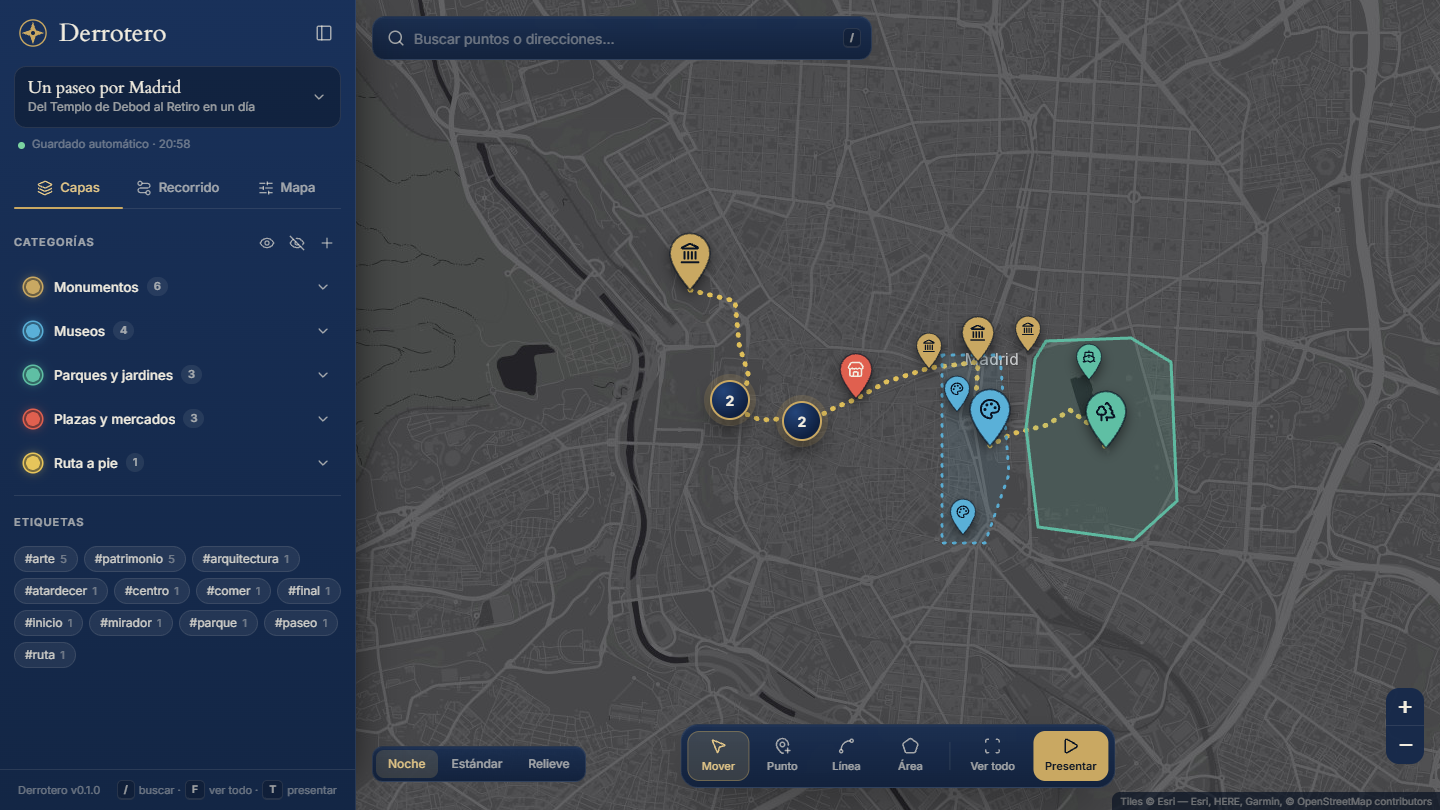 Derrotero
Un paseo por Madrid
Del Templo de Debod al Retiro en un día
Guardado automático · 20:58
Capas
Recorrido
Mapa
CATEGORÍAS
Monumentos 6
Museos 4
Parques y jardines 3
Plazas y mercados 3
Ruta a pie 1
ETIQUETAS
#arte 5 #patrimonio 5 #arquitectura 1
#atardecer 1 #centro 1 #comer 1 #final 1
#inicio 1 #mirador 1 #parque 1 #paseo 1
#ruta 1
Derrotero v0.1.0 / buscar · F ver todo · T presentar
Buscar puntos o direcciones... /
Madrid
2
2
Noche Estándar Relieve
Mover Punto Línea Área Ver todo Presentar
+
−
Tiles © Esri — Esri, HERE, Garmin, © OpenStreetMap contributors